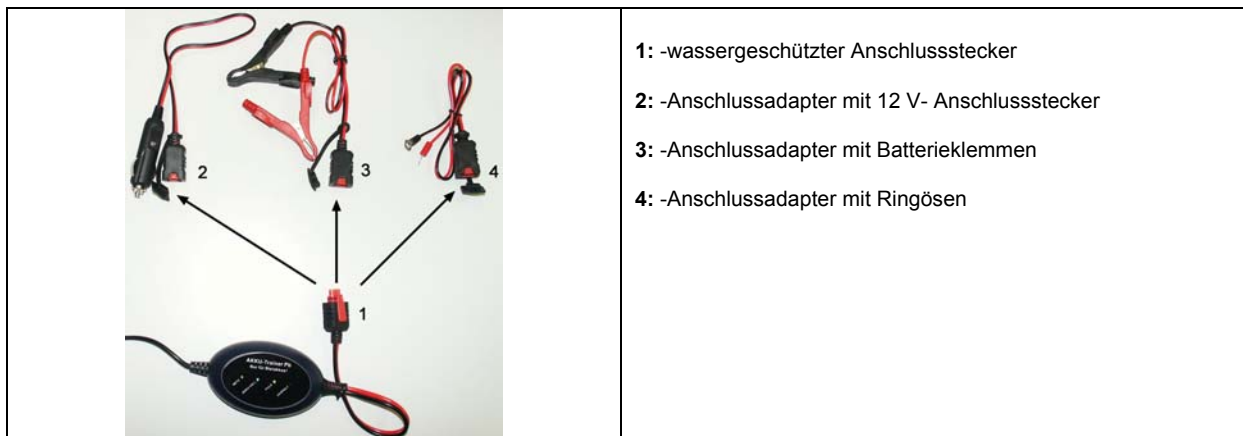 2
3
4
1
AKKU-Trainer Pb
1: -wassergeschützter Anschlussstecker
2: -Anschlussadapter mit 12 V- Anschlussstecker
3: -Anschlussadapter mit Batterieklemmen
4: -Anschlussadapter mit Ringösen